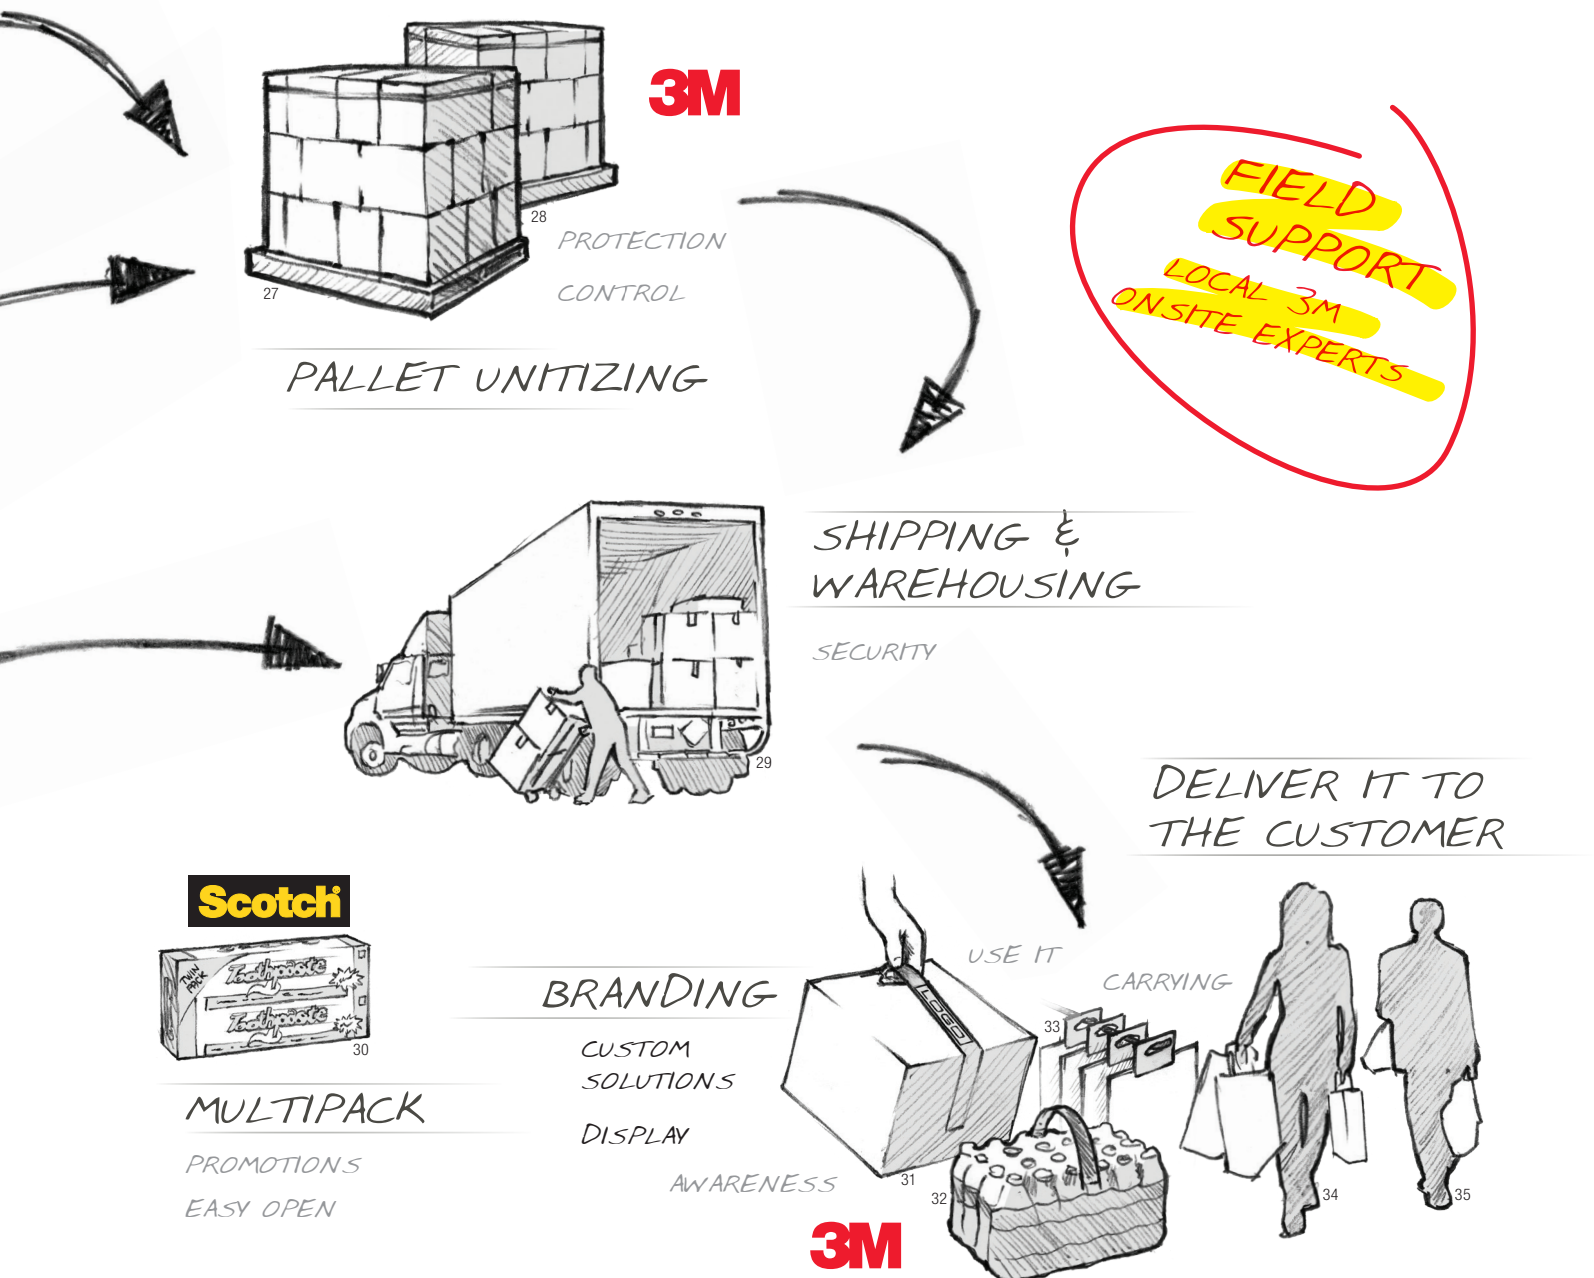 3M
FIELD
SUPPORT
LOCAL 3M
ONSITE EXPERTS
28
PROTECTION
27
CONTROL
PALLET UNITIZING
SHIPPING &
WAREHOUSING
SECURITY
29
DELIVER IT TO
THE CUSTOMER
Scotch
TWIN
PACK
Toothpaste
Toothpaste
30
USE IT
CARRYING
BRANDING
LOGO
33
CUSTOM
SOLUTIONS
DISPLAY
MULTIPACK
PROMOTIONS
EASY OPEN
AWARENESS
31
32
34
35
3M